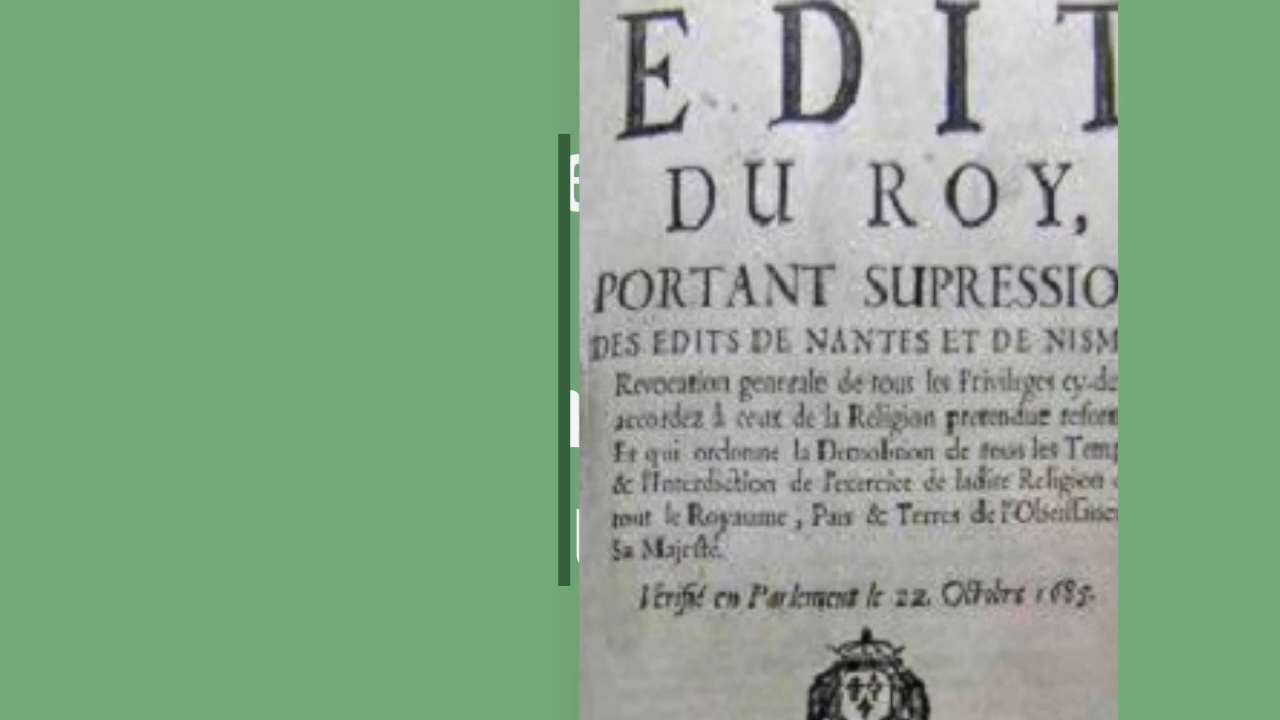 EDIT
DU ROY,
PORTANT SUPRESSIO
DES EDITS DE NANTES ET DE NISM
Revocation generale de tous les Privileges cy-de
accordez à ceux de la Religion pretenduë reform
Et qui ordonne la Demolition de tous les Temp
& l'Interdiction de l'exercice de ladite Religion
tout le Royaume, Pais & Terres de l'Obeissance
Sa Majesté.
Verifié en Parlement le 22. Octobre 1685.